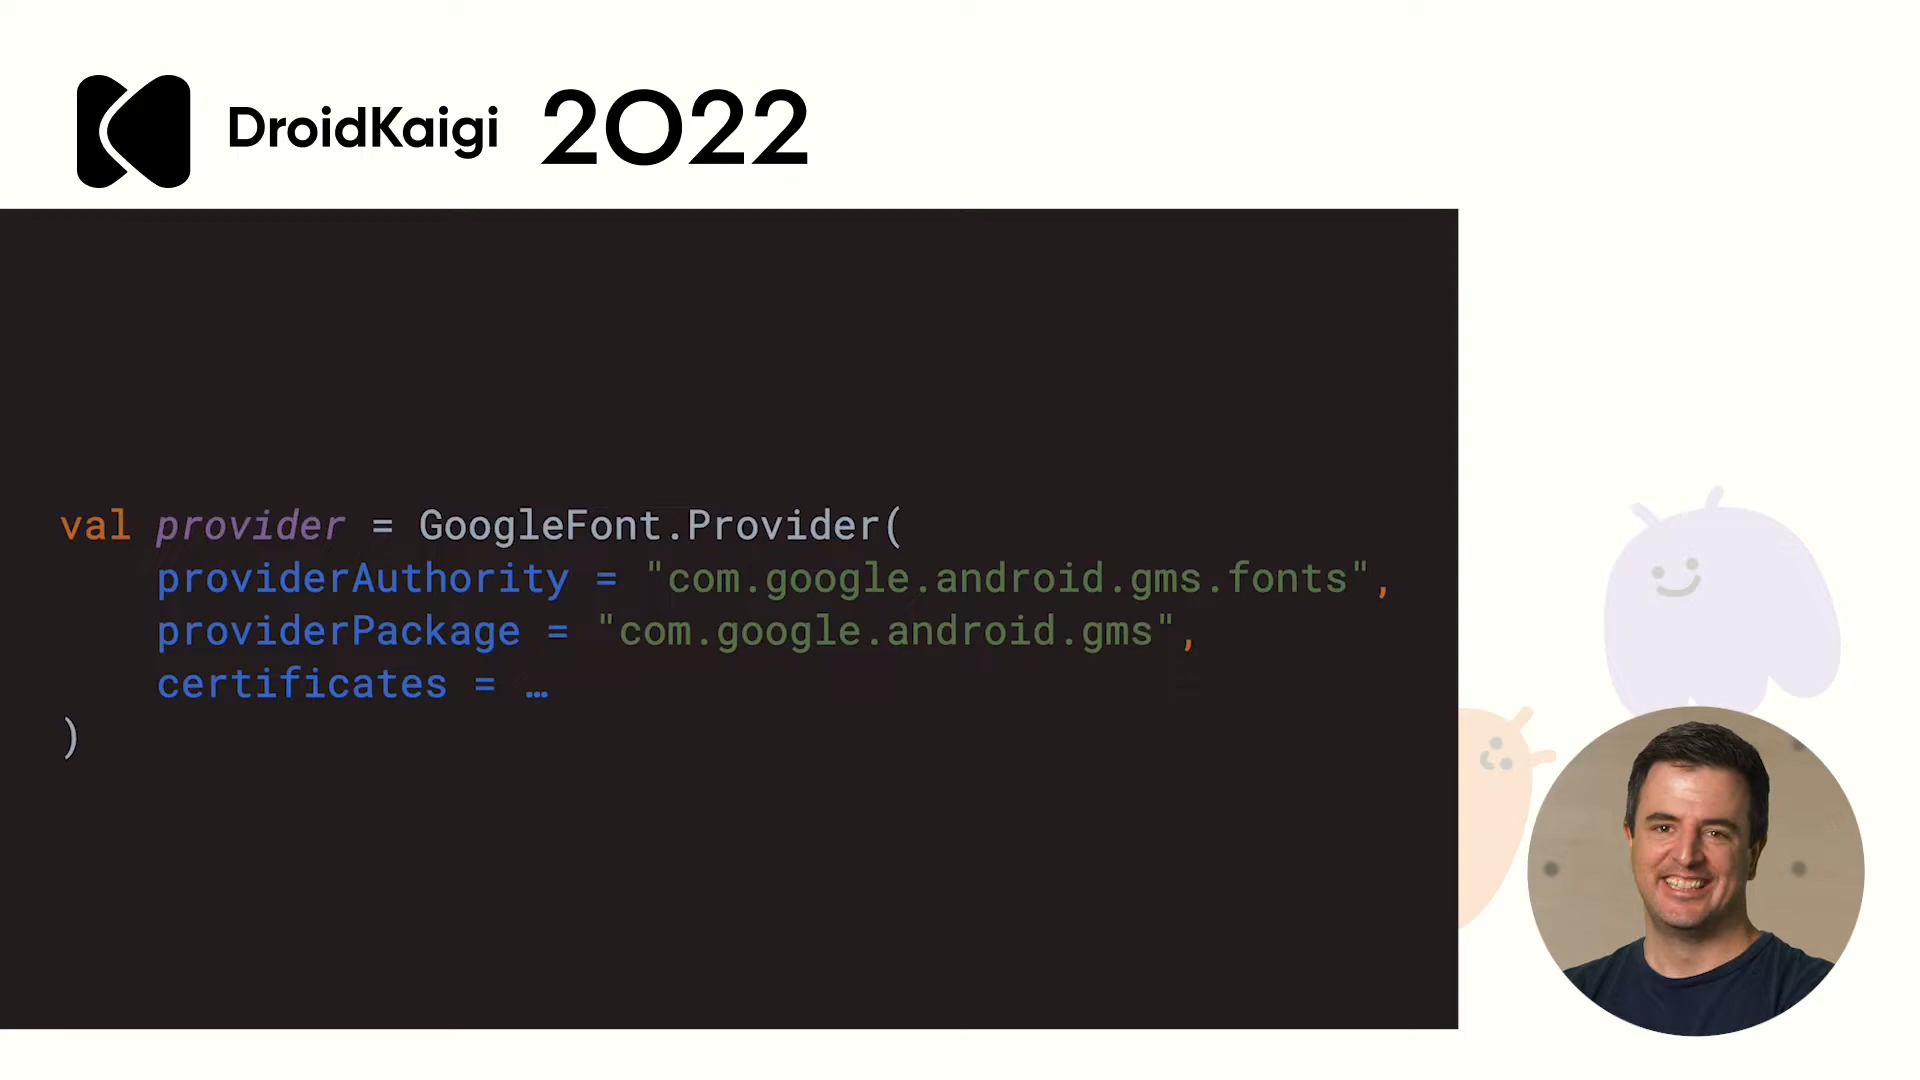 DroidKaigi 2022
val provider = GoogleFont.Provider(
providerAuthority = "com.google.android.gms.fonts",
providerPackage = "com.google.android.gms",
certificates = …
)